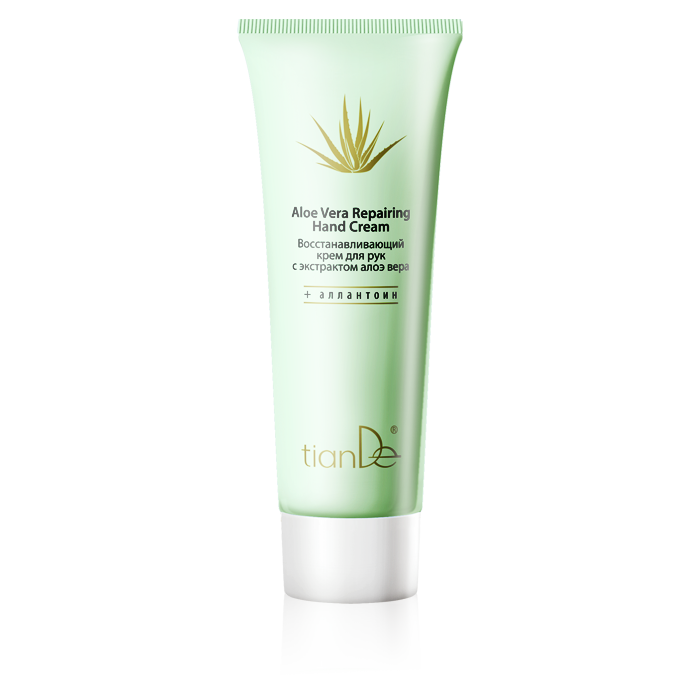 Aloe Vera Repairing
Hand Cream
Восстанавливающий
крем для рук
с экстрактом алоэ вера
+ аллантоин
tianDe®